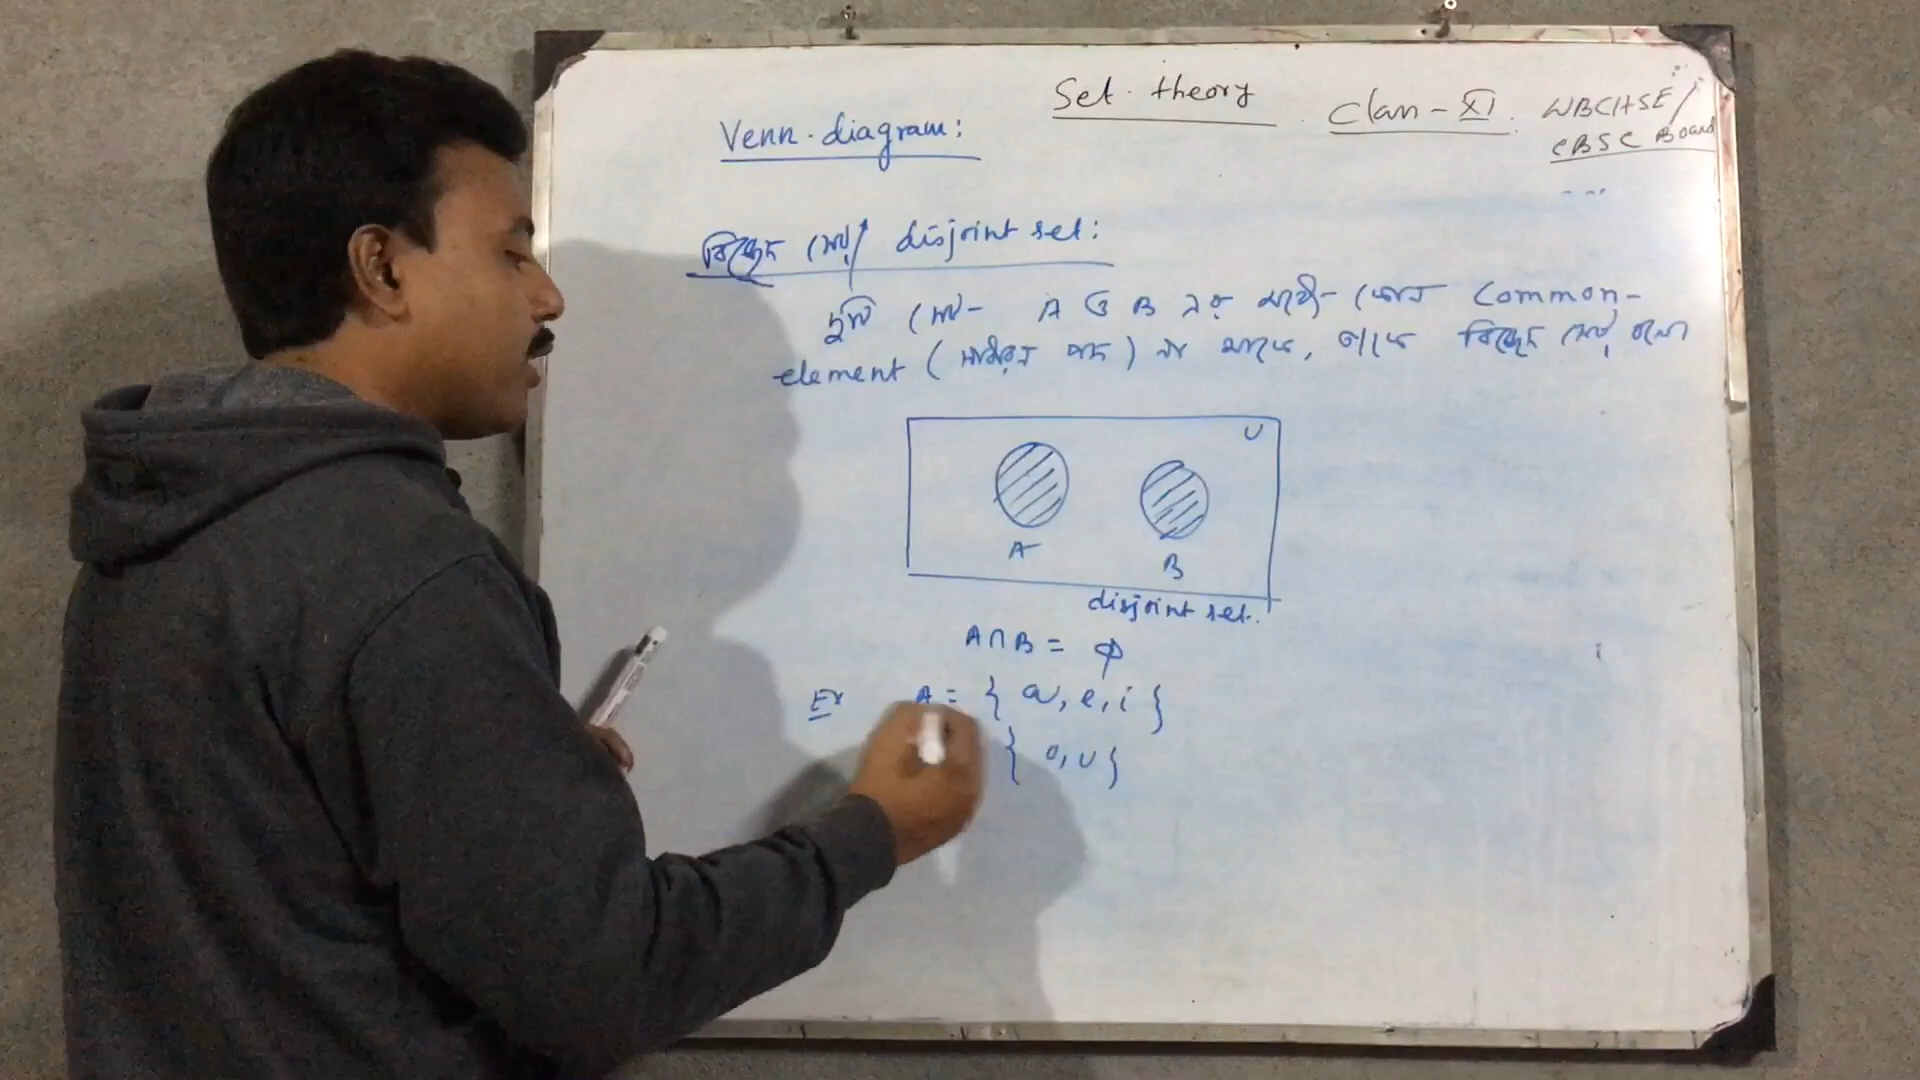 Set theory
Class - XI. WBCHSE/
CBSC Board
Venn diagram:
বিচ্ছেদ সেট/ disjoint set:
দুটি সেট A ও B এর মধ্যে কোন common-
element (সাধারন পদ) না থাকে, তাকে বিচ্ছেদ সেট বলে
U
A
B
disjoint set.
A∩B = φ
Ex A = { a, e, i }
{ o, u }